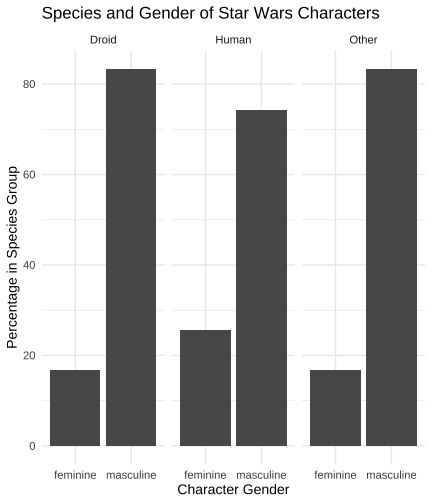 Species and Gender of Star Wars Characters
Droid Human Other
Percentage in Species Group
80
60
40
20
0
feminine masculine feminine masculine feminine masculine
Character Gender